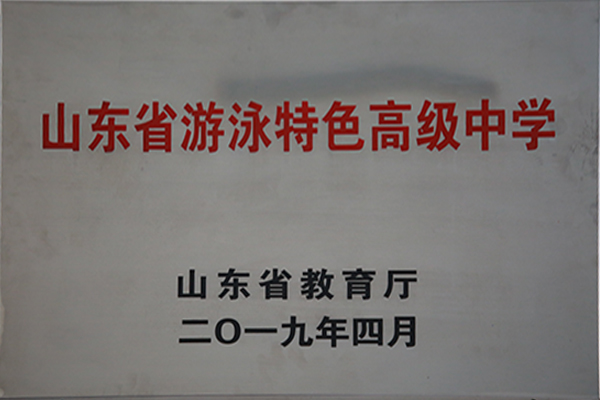 山东省游泳特色高级中学
山东省教育厅
二〇一九年四月